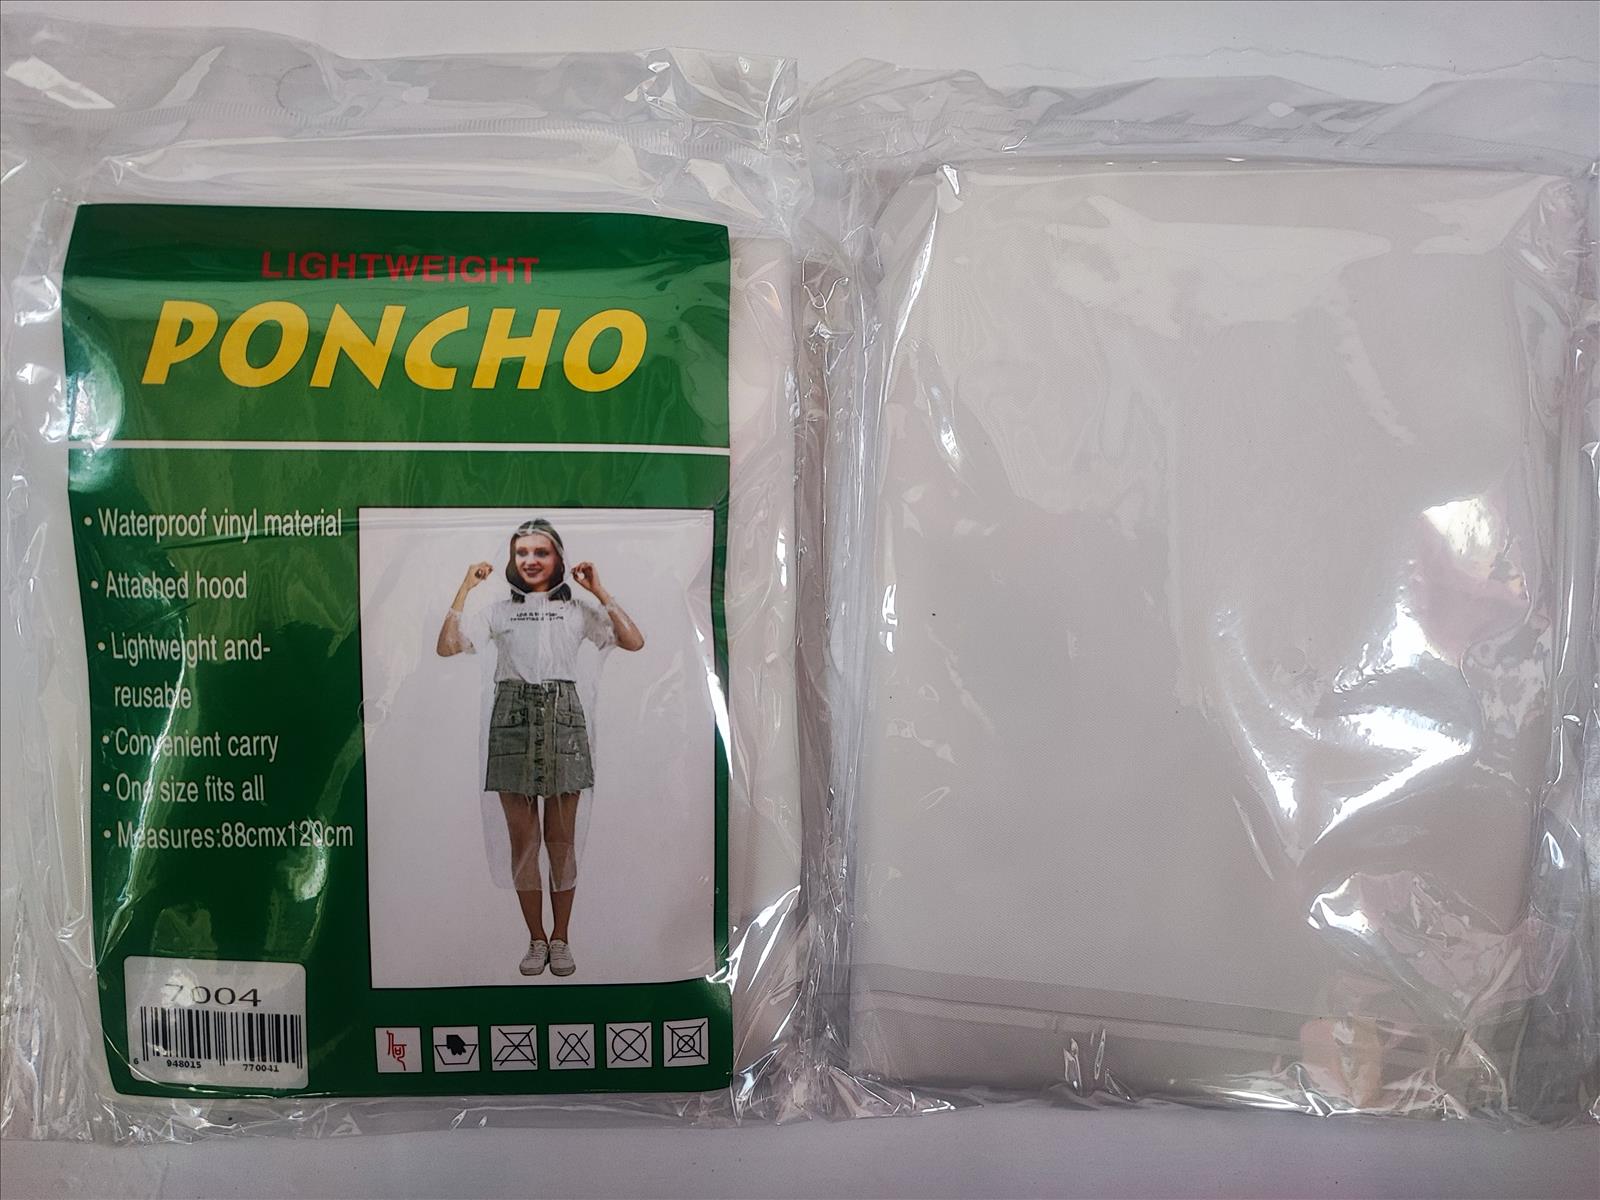 LIGHTWEIGHT
PONCHO
• Waterproof vinyl material
• Attached hood
• Lightweight and-
reusable
• Convenient carry
• One size fits all
• Measures:88cmx120cm
7004
6 948015 770041